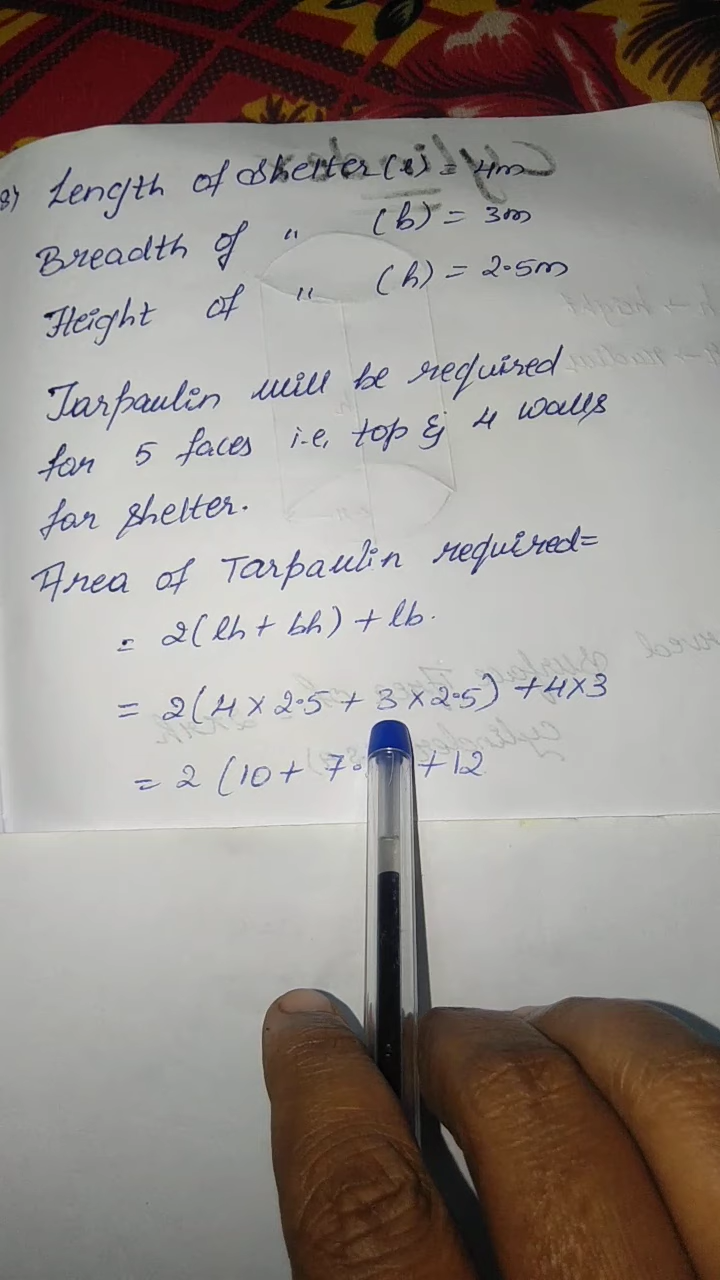 8) Length of Shelter (l) = 4m
Breadth of " (b) = 3m
Height of " (h) = 2.5m
Tarpaulin will be required
for 5 faces i.e, top & 4 walls
for shelter.
Area of Tarpaulin required=
= 2(lh + bh) + lb.
= 2(4 × 2.5 + 3 × 2.5) + 4×3
= 2 (10 + 7. + 12